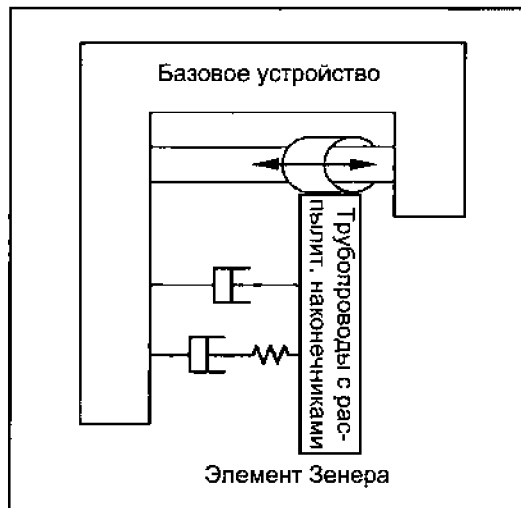 Базовое устройство
Трубопроводы с рас-
пылит. наконечниками
Элемент Зенера